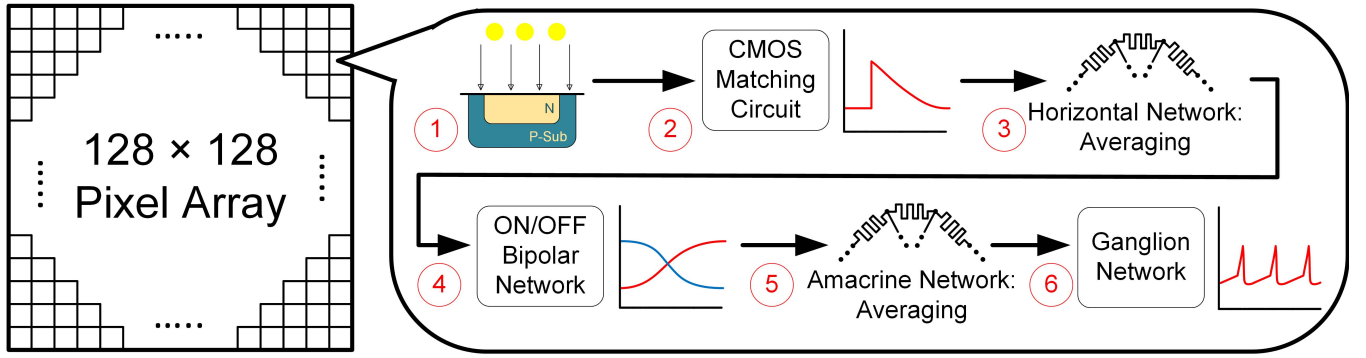 128 × 128
Pixel Array
1
N
P-Sub
2
CMOS
Matching
Circuit
3
Horizontal Network:
Averaging
4
ON/OFF
Bipolar
Network
5
Amacrine Network:
Averaging
6
Ganglion
Network